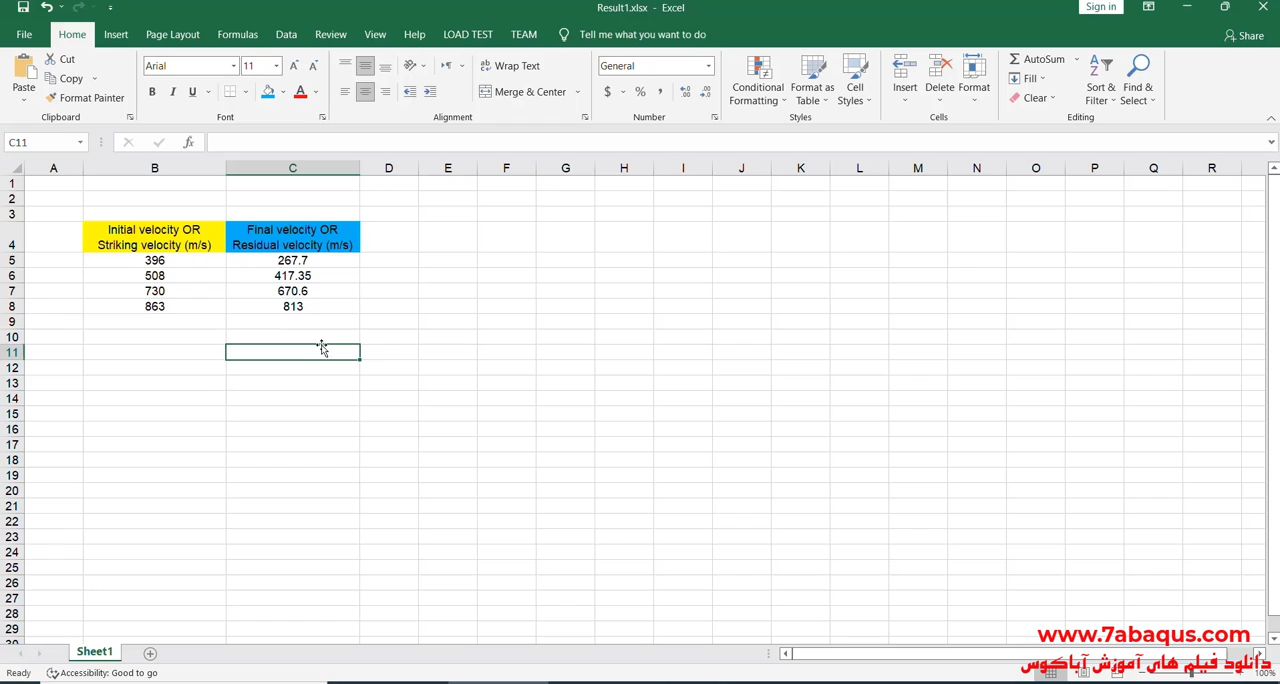 Result1.xlsx - Excel
Sign in
File Home Insert Page Layout Formulas Data Review View Help LOAD TEST TEAM Tell me what you want to do Share
Cut
Copy
Format Painter
Paste
Clipboard
Arial 11
B I U
Font
Wrap Text
Merge & Center
Alignment
General
$ % ,
Number
Conditional Formatting
Format as Table
Cell Styles
Styles
Insert Delete Format
Cells
AutoSum
Fill
Clear
Sort & Filter
Find & Select
Editing
C11 fx
A B C D E F G H I J K L M N O P Q R
1
2
3
4 Initial velocity OR Striking velocity (m/s) Final velocity OR Residual velocity (m/s)
5 396 267.7
6 508 417.35
7 730 670.6
8 863 813
9
10
11
12
13
14
15
16
17
18
19
20
21
22
23
24
25
26
27
28
29
30
www.7abaqus.com
دانلود فیلم های آموزش آباکوس
Sheet1
Ready Accessibility: Good to go 100%